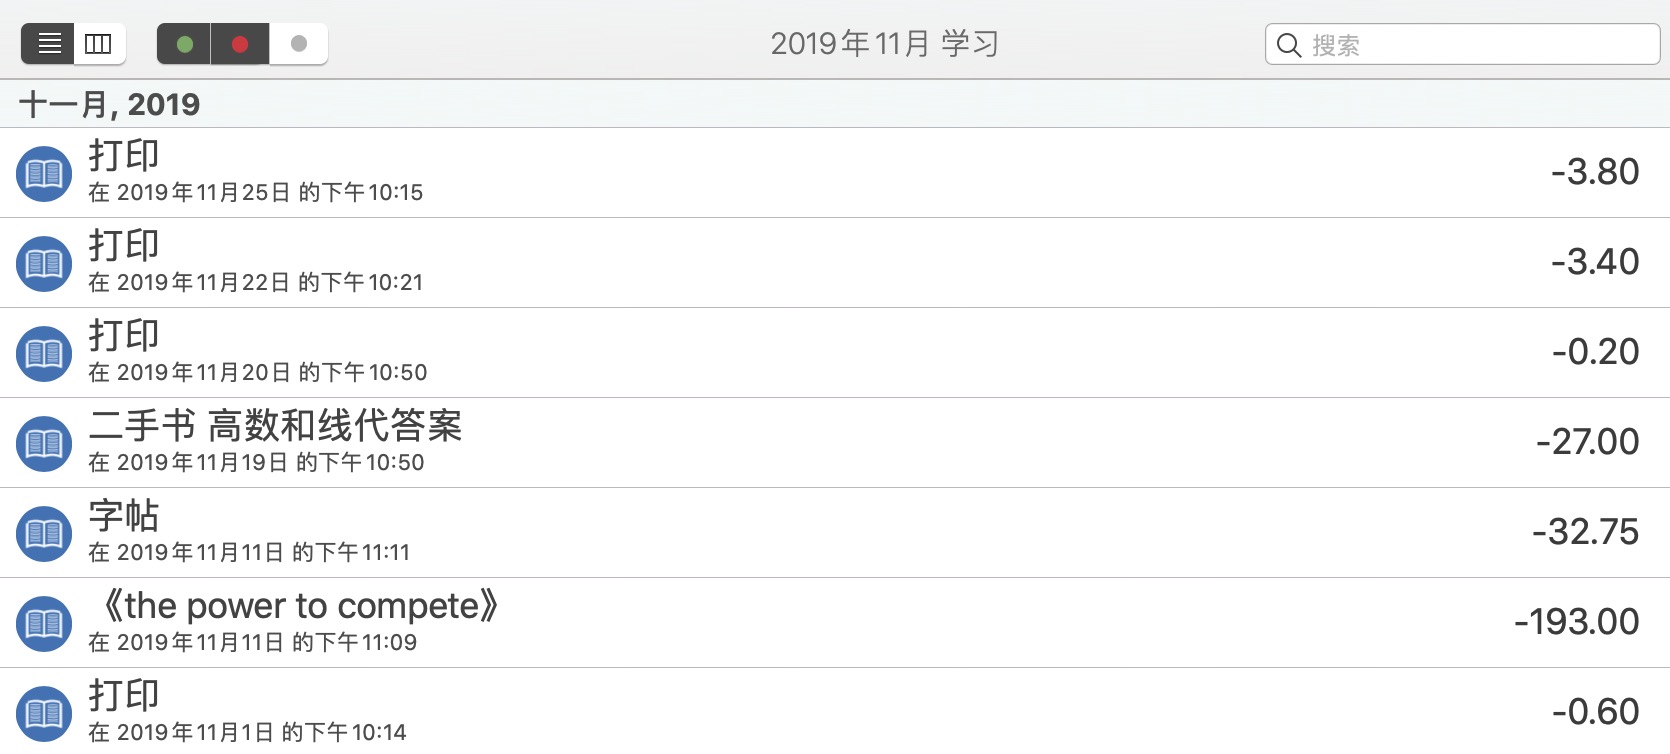 2019年11月 学习
搜索
十一月, 2019
打印
在 2019年11月25日 的下午10:15
-3.80
打印
在 2019年11月22日 的下午10:21
-3.40
打印
在 2019年11月20日 的下午10:50
-0.20
二手书 高数和线代答案
在 2019年11月19日 的下午10:50
-27.00
字帖
在 2019年11月11日 的下午11:11
-32.75
《the power to compete》
在 2019年11月11日 的下午11:09
-193.00
打印
在 2019年11月1日 的下午10:14
-0.60